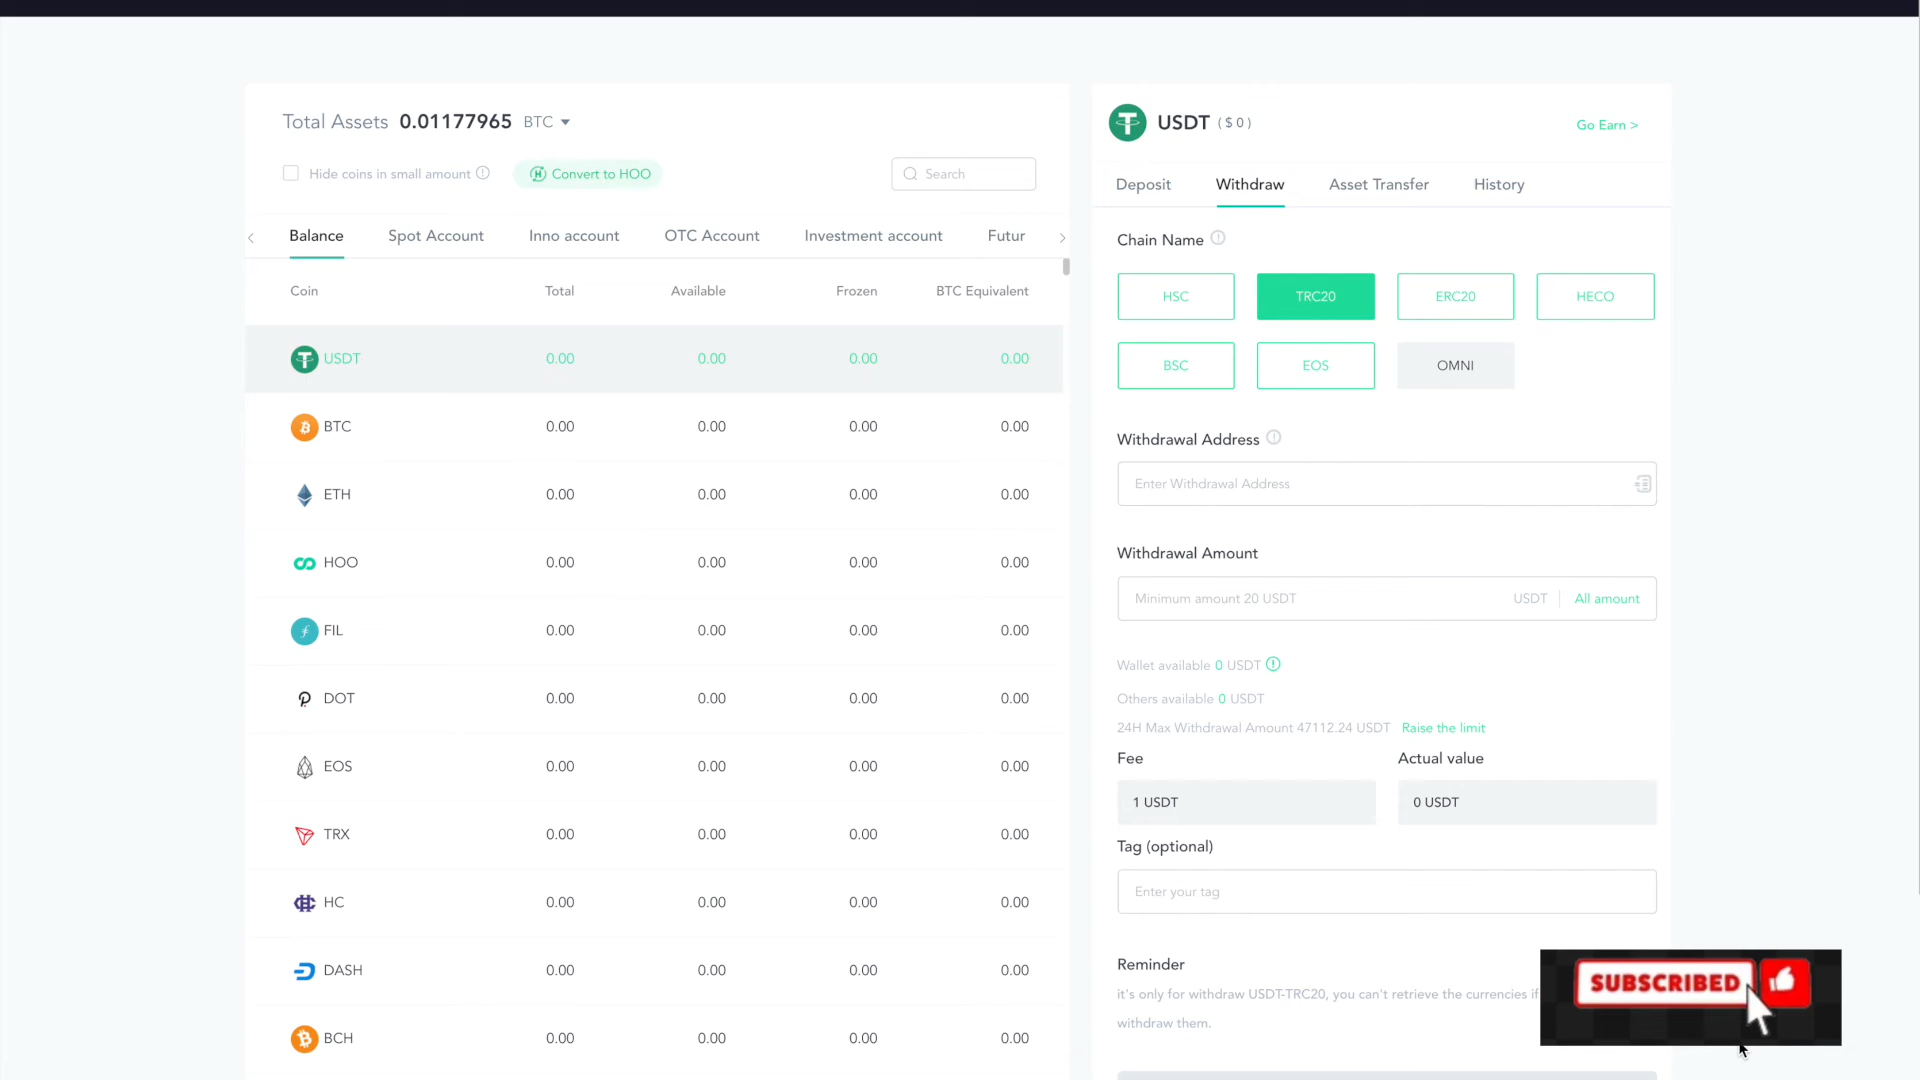 Total Assets 0.01177965 BTC
Hide coins in small amount Convert to HOO Search
Balance Spot Account Inno account OTC Account Investment account Futur
Coin Total Available Frozen BTC Equivalent
USDT 0.00 0.00 0.00 0.00
BTC 0.00 0.00 0.00 0.00
ETH 0.00 0.00 0.00 0.00
HOO 0.00 0.00 0.00 0.00
FIL 0.00 0.00 0.00 0.00
DOT 0.00 0.00 0.00 0.00
EOS 0.00 0.00 0.00 0.00
TRX 0.00 0.00 0.00 0.00
HC 0.00 0.00 0.00 0.00
DASH 0.00 0.00 0.00 0.00
BCH 0.00 0.00 0.00 0.00
USDT ( $ 0 ) Go Earn >
Deposit Withdraw Asset Transfer History
Chain Name
HSC TRC20 ERC20 HECO
BSC EOS OMNI
Withdrawal Address
Enter Withdrawal Address
Withdrawal Amount
Minimum amount 20 USDT USDT All amount
Wallet available 0 USDT
Others available 0 USDT
24H Max Withdrawal Amount 47112.24 USDT Raise the limit
Fee Actual value
1 USDT 0 USDT
Tag (optional)
Enter your tag
Reminder
it's only for withdraw USDT-TRC20, you can't retrieve the currencies if
withdraw them.
SUBSCRIBED